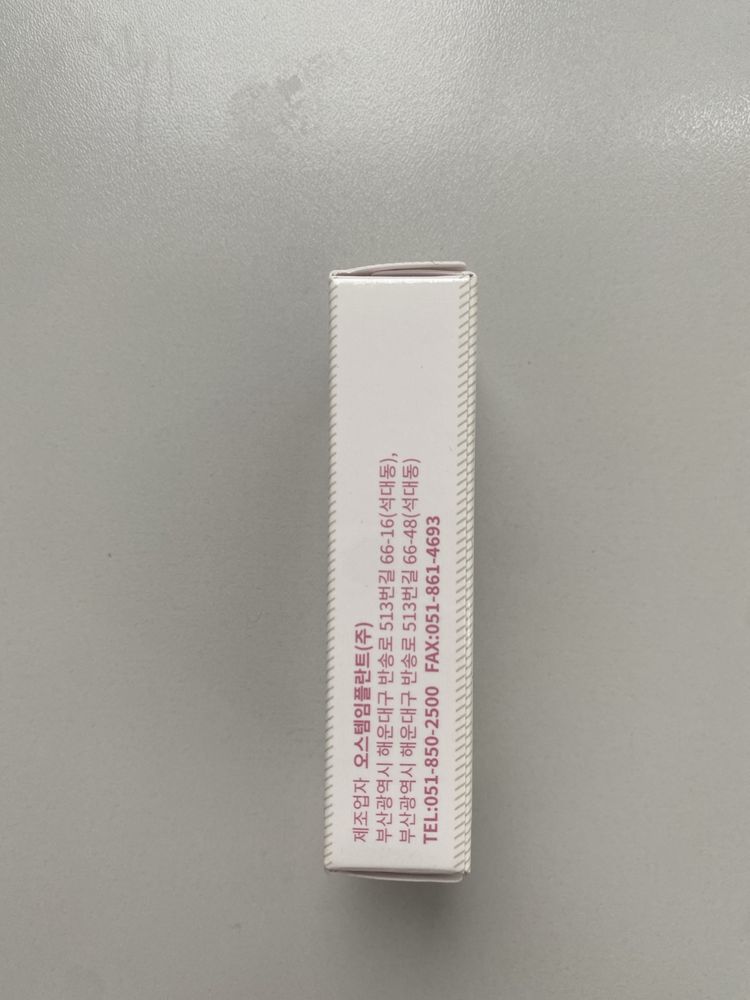 제조업자 오스템임플란트(주)
부산광역시 해운대구 반송로 513번길 66-16(석대동),
부산광역시 해운대구 반송로 513번길 66-48(석대동)
TEL:051-850-2500 FAX:051-861-4693